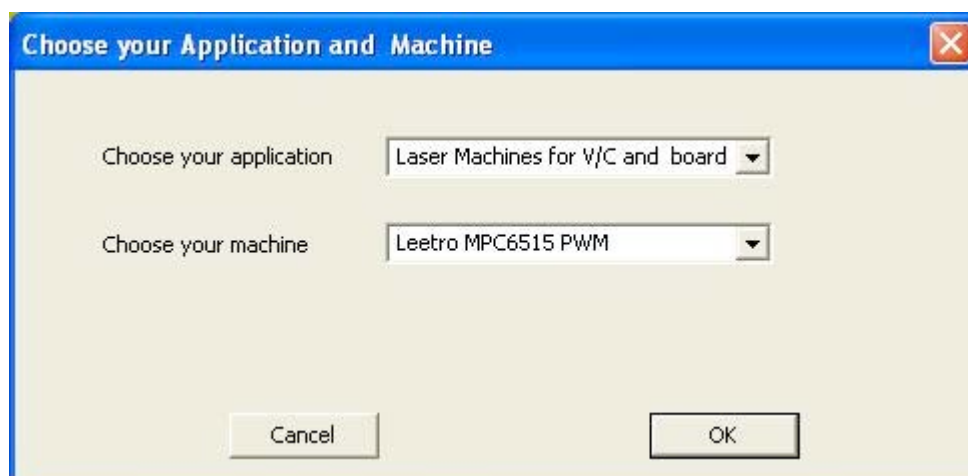 Choose your Application and  Machine
Choose your application
Laser Machines for V/C and  board
Choose your machine
Leetro MPC6515 PWM
Cancel
OK